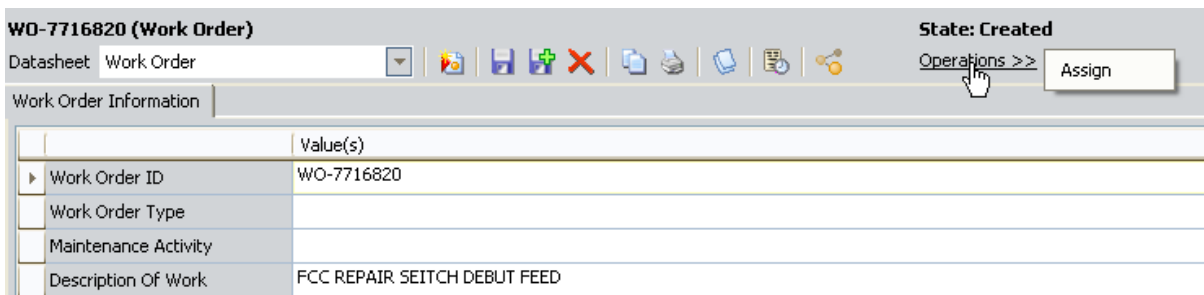 WO-7716820 (Work Order) State: Created
Datasheet Work Order Operations >> Assign
Work Order Information
Value(s)
Work Order ID WO-7716820
Work Order Type
Maintenance Activity
Description Of Work FCC REPAIR SEITCH DEBUT FEED